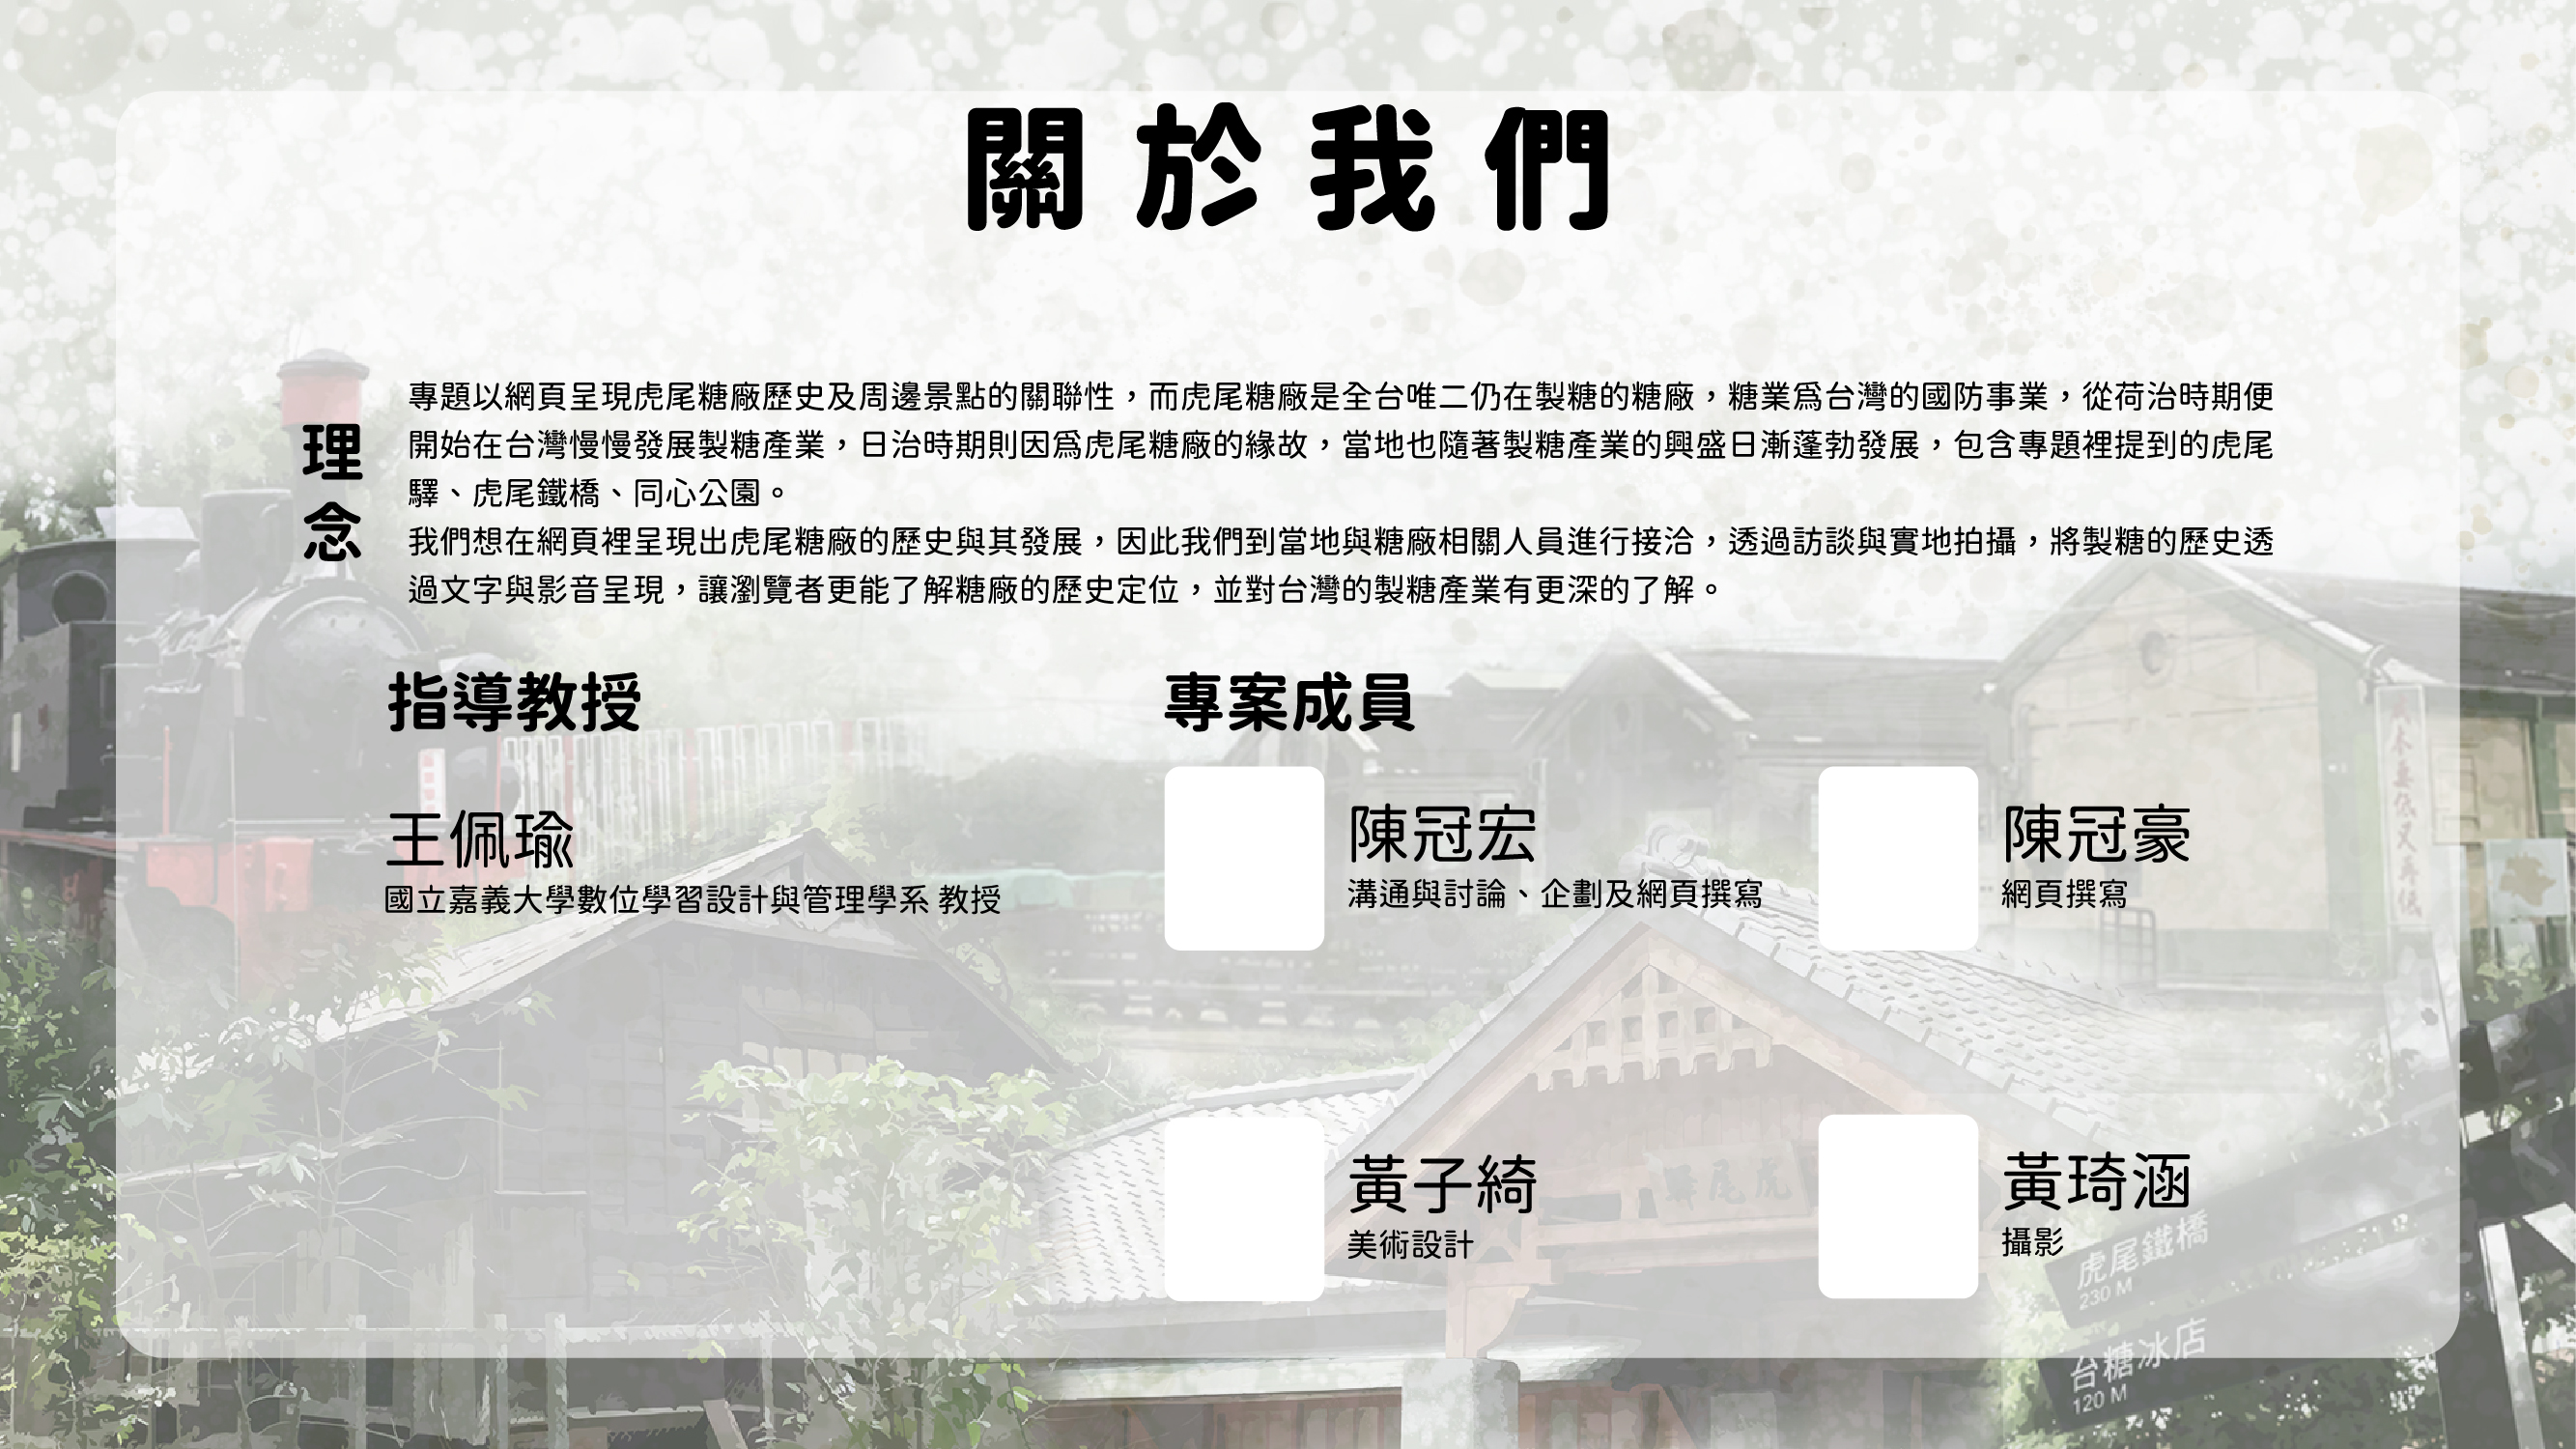 關於我們
理念
專題以網頁呈現虎尾糖廠歷史及周邊景點的關聯性，而虎尾糖廠是全台唯二仍在製糖的糖廠，糖業為台灣的國防事業，從荷治時期便
開始在台灣慢慢發展製糖產業，日治時期則因為虎尾糖廠的緣故，當地也隨著製糖產業的興盛日漸蓬勃發展，包含專題裡提到的虎尾
驛、虎尾鐵橋、同心公園。
我們想在網頁裡呈現出虎尾糖廠的歷史與其發展，因此我們到當地與糖廠相關人員進行接洽，透過訪談與實地拍攝，將製糖的歷史透
過文字與影音呈現，讓瀏覽者更能了解糖廠的歷史定位，並對台灣的製糖產業有更深的了解。
指導教授
王佩瑜
國立嘉義大學數位學習設計與管理學系 教授
專案成員
陳冠宏
溝通與討論、企劃及網頁撰寫
陳冠豪
網頁撰寫
黃子綺
美術設計
黃琦涵
攝影
驛尾虎
虎尾鐵橋
230 M
台糖冰店
120 M